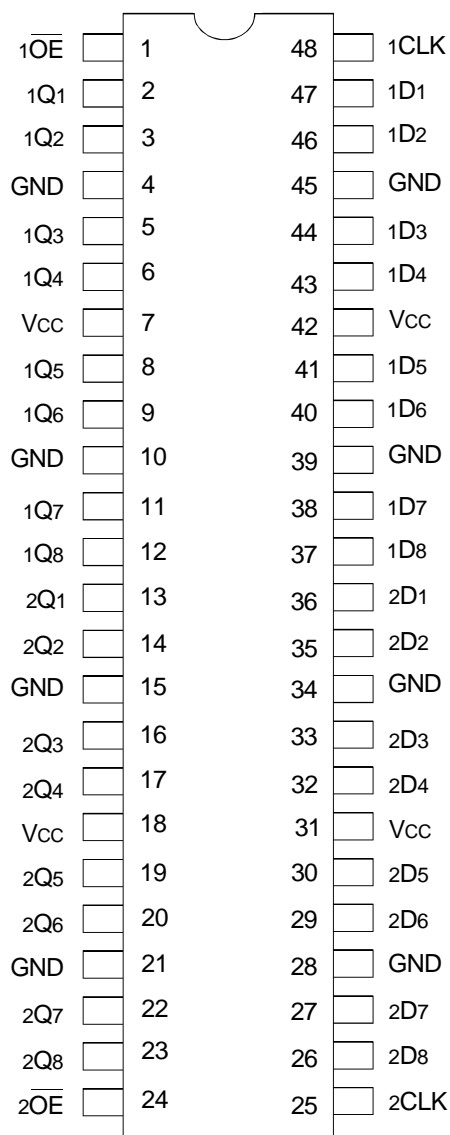 1O̅E̅ 1 48 1CLK
1Q1 2 47 1D1
1Q2 3 46 1D2
GND 4 45 GND
1Q3 5 44 1D3
1Q4 6 43 1D4
Vcc 7 42 Vcc
1Q5 8 41 1D5
1Q6 9 40 1D6
GND 10 39 GND
1Q7 11 38 1D7
1Q8 12 37 1D8
2Q1 13 36 2D1
2Q2 14 35 2D2
GND 15 34 GND
2Q3 16 33 2D3
2Q4 17 32 2D4
Vcc 18 31 Vcc
2Q5 19 30 2D5
2Q6 20 29 2D6
GND 21 28 GND
2Q7 22 27 2D7
2Q8 23 26 2D8
2O̅E̅ 24 25 2CLK